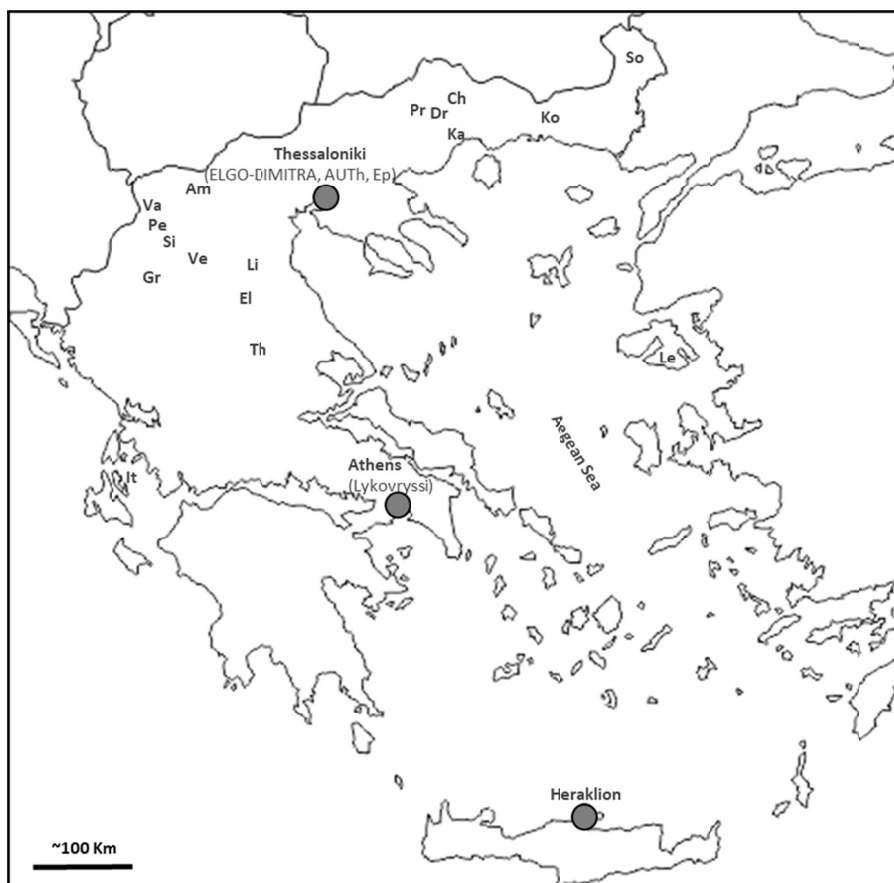 So
Ch
Pr
Dr
Ko
Ka
Thessaloniki
(ELGO-DIMITRA, AUTh, Ep)
Am
Va
Pe
Si
Ve
Li
Gr
El
Th
Le
Aegean Sea
Athens
(Lykovryssi)
It
Heraklion
~100 Km